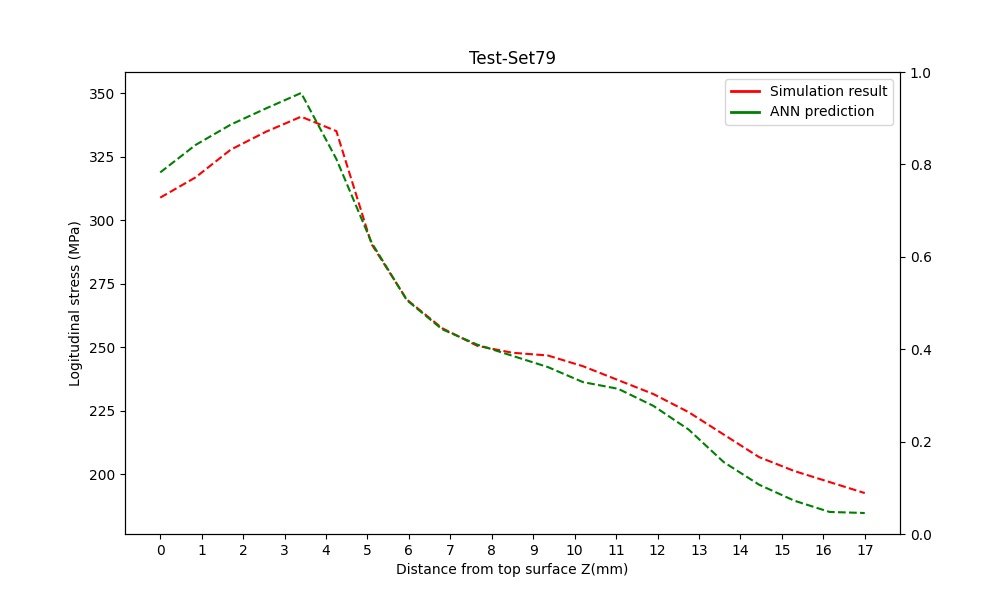 Test-Set79
Simulation result
ANN prediction
350
325
300
275
250
225
200
Logitudinal stress (MPa)
1.0
0.8
0.6
0.4
0.2
0.0
0 1 2 3 4 5 6 7 8 9 10 11 12 13 14 15 16 17
Distance from top surface Z(mm)